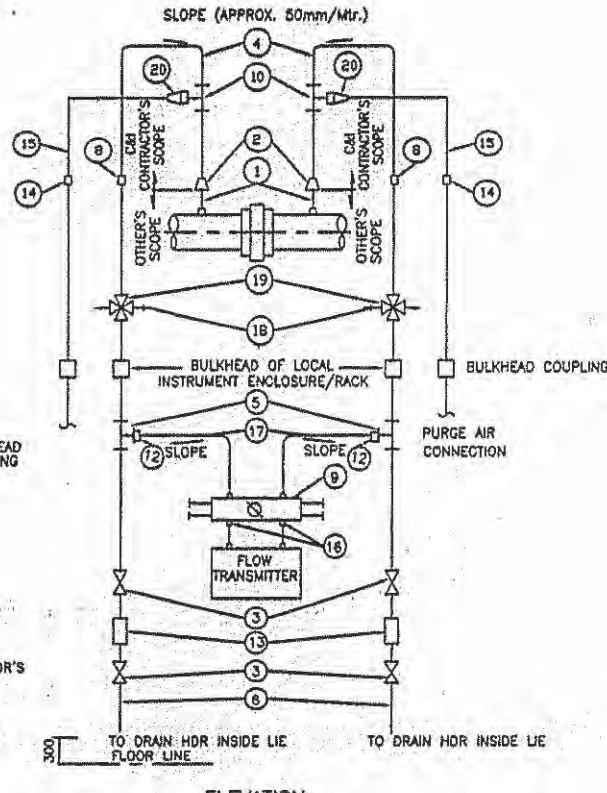 SLOPE (APPROX. 50mm/Mtr.)
4
20
10
20
C&I
CONTRACTOR'S
SCOPE
C&I
CONTRACTOR'S
SCOPE
15
8
2
8
15
14
1
14
OTHER'S
SCOPE
OTHER'S
SCOPE
19
18
BULKHEAD OF LOCAL
INSTRUMENT ENCLOSURE/RACK
BULKHEAD COUPLING
5
17
12
SLOPE
SLOPE
12
PURGE AIR
CONNECTION
EAD
NG
9
16
FLOW
TRANSMITTER
3
13
OR'S
3
6
300
TO DRAIN HDR INSIDE LIE
FLOOR LINE
TO DRAIN HDR INSIDE LIE